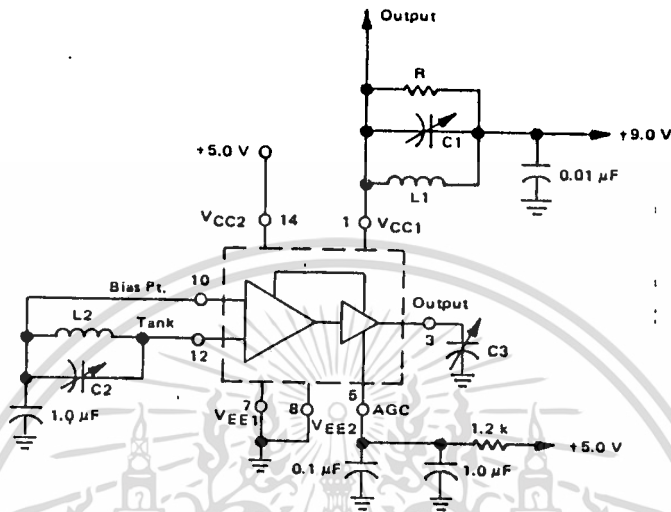 Output
R
C1
+9.0 V
0.01 µF
L1
+5.0 V
VCC2 14
1 VCC1
Bias Pt. 10
L2
Tank
12
C2
1.0 µF
Output
3
C3
7
VEE1
8
VEE2
5
AGC
1.2 k
+5.0 V
0.1 µF
1.0 µF